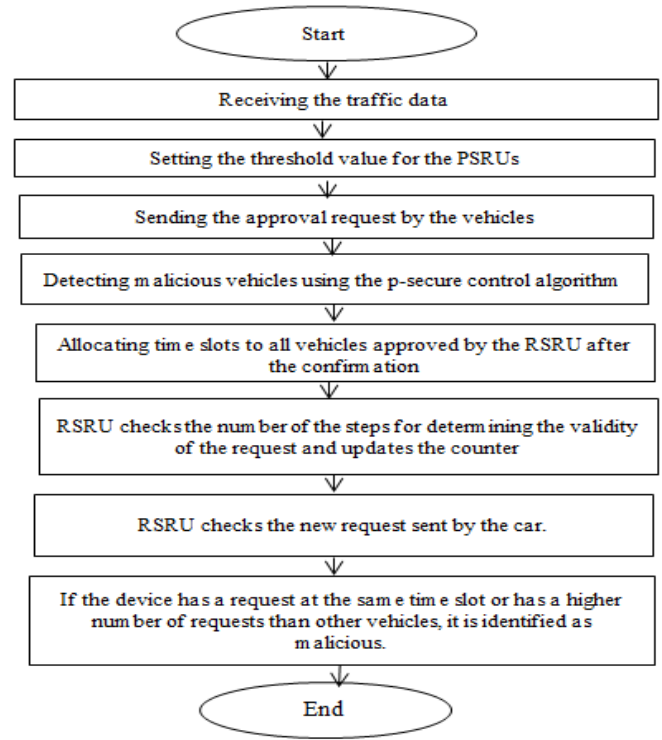 Start
Receiving the traffic data
Setting the threshold value for the PSRUs
Sending the approval request by the vehicles
Detecting malicious vehicles using the p-secure control algorithm
Allocating time slots to all vehicles approved by the RSRU after
the confirmation
RSRU checks the number of the steps for determining the validity
of the request and updates the counter
RSRU checks the new request sent by the car.
If the device has a request at the same time slot or has a higher
number of requests than other vehicles, it is identified as
malicious.
End